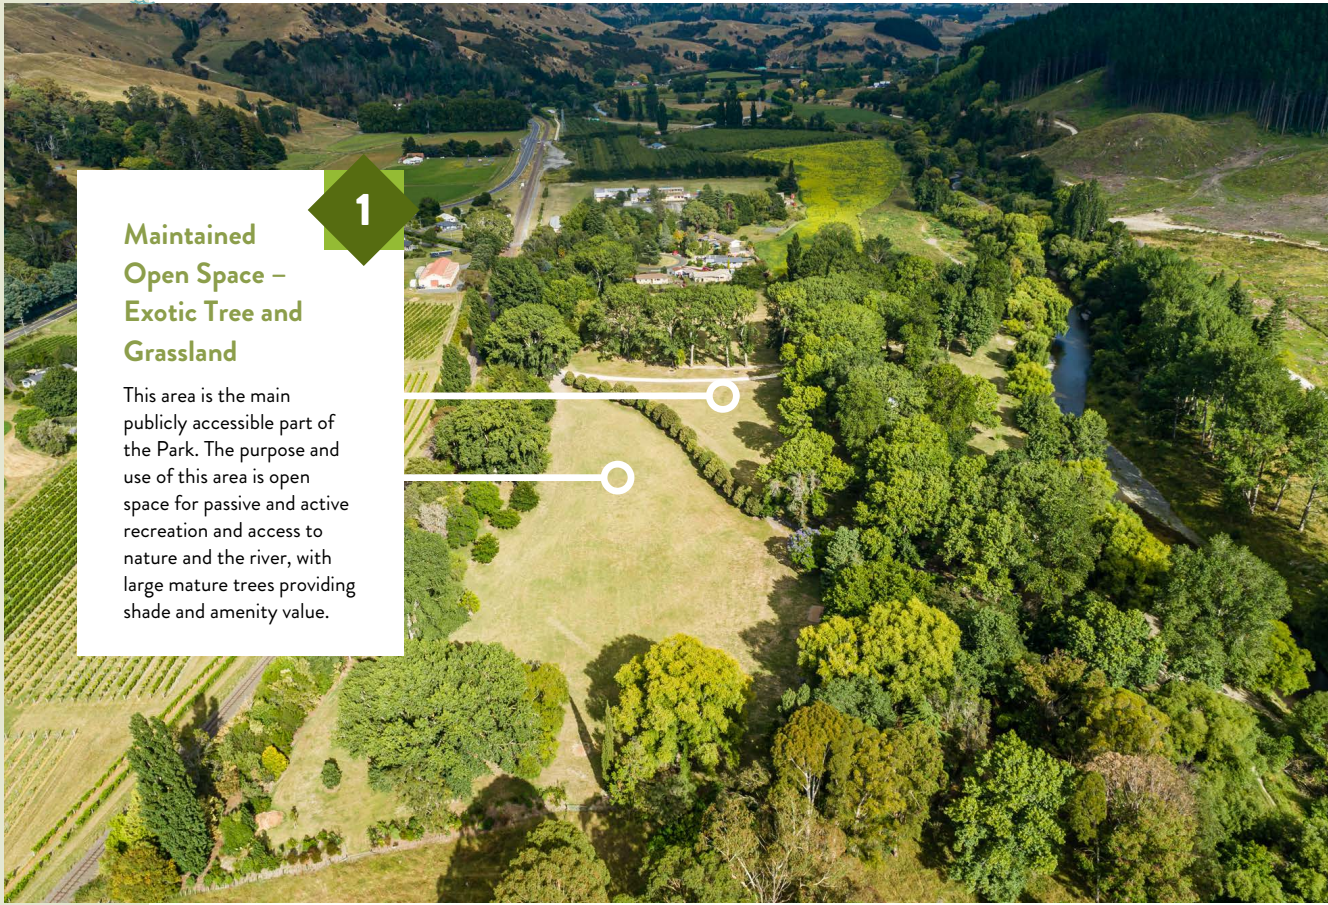 1
Maintained
Open Space –
Exotic Tree and
Grassland
This area is the main
publicly accessible part of
the Park. The purpose and
use of this area is open
space for passive and active
recreation and access to
nature and the river, with
large mature trees providing
shade and amenity value.